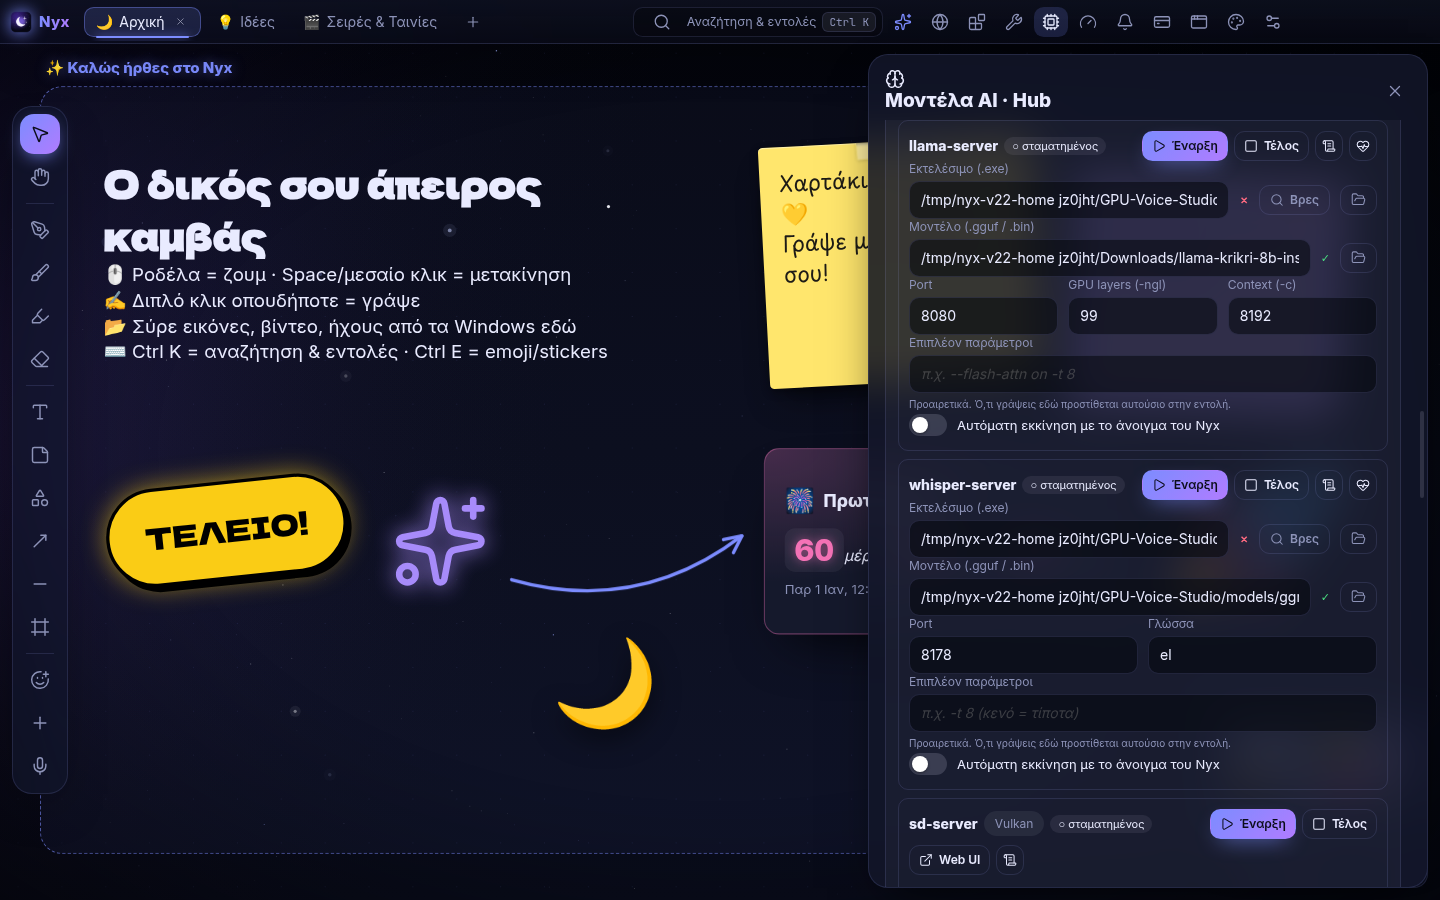 Nyx
Αρχική
Ιδέες
Σειρές & Ταινίες
Αναζήτηση & εντολές
Ctrl K
✨ Καλώς ήρθες στο Nyx
Ο δικός σου άπειρος
καμβάς
🖱️ Ροδέλα = ζουμ · Space/μεσαίο κλικ = μετακίνηση
✍️ Διπλό κλικ οπουδήποτε = γράψε
📂 Σύρε εικόνες, βίντεο, ήχους από τα Windows εδώ
⌨️ Ctrl K = αναζήτηση & εντολές · Ctrl E = emoji/stickers
Γράψε
σου!
ΤΕΛΕΙΟ!
60
Παρ 1 Ιαν,
Μοντέλα AI · Hub
llama-server
○ σταματημένος
Έναρξη
Τέλος
Εκτελέσιμο (.exe)
/tmp/nyx-v22-home jz0jht/GPU-Voice-Studio
Βρες
Μοντέλο (.gguf / .bin)
/tmp/nyx-v22-home jz0jht/Downloads/llama-krikri-8b-ins
Port
GPU layers (-ngl)
Context (-c)
8080
99
8192
Επιπλέον παράμετροι
π.χ. --flash-attn on -t 8
Προαιρετικά. Ό,τι γράψεις εδώ προστίθεται αυτούσιο στην εντολή.
Αυτόματη εκκίνηση με το άνοιγμα του Nyx
whisper-server
○ σταματημένος
Έναρξη
Τέλος
Εκτελέσιμο (.exe)
/tmp/nyx-v22-home jz0jht/GPU-Voice-Studio
Βρες
Μοντέλο (.gguf / .bin)
/tmp/nyx-v22-home jz0jht/GPU-Voice-Studio/models/ggm
Port
Γλώσσα
8178
el
Επιπλέον παράμετροι
π.χ. -t 8 (κενό = τίποτα)
Προαιρετικά. Ό,τι γράψεις εδώ προστίθεται αυτούσιο στην εντολή.
Αυτόματη εκκίνηση με το άνοιγμα του Nyx
sd-server
Vulkan
○ σταματημένος
Έναρξη
Τέλος
Web UI